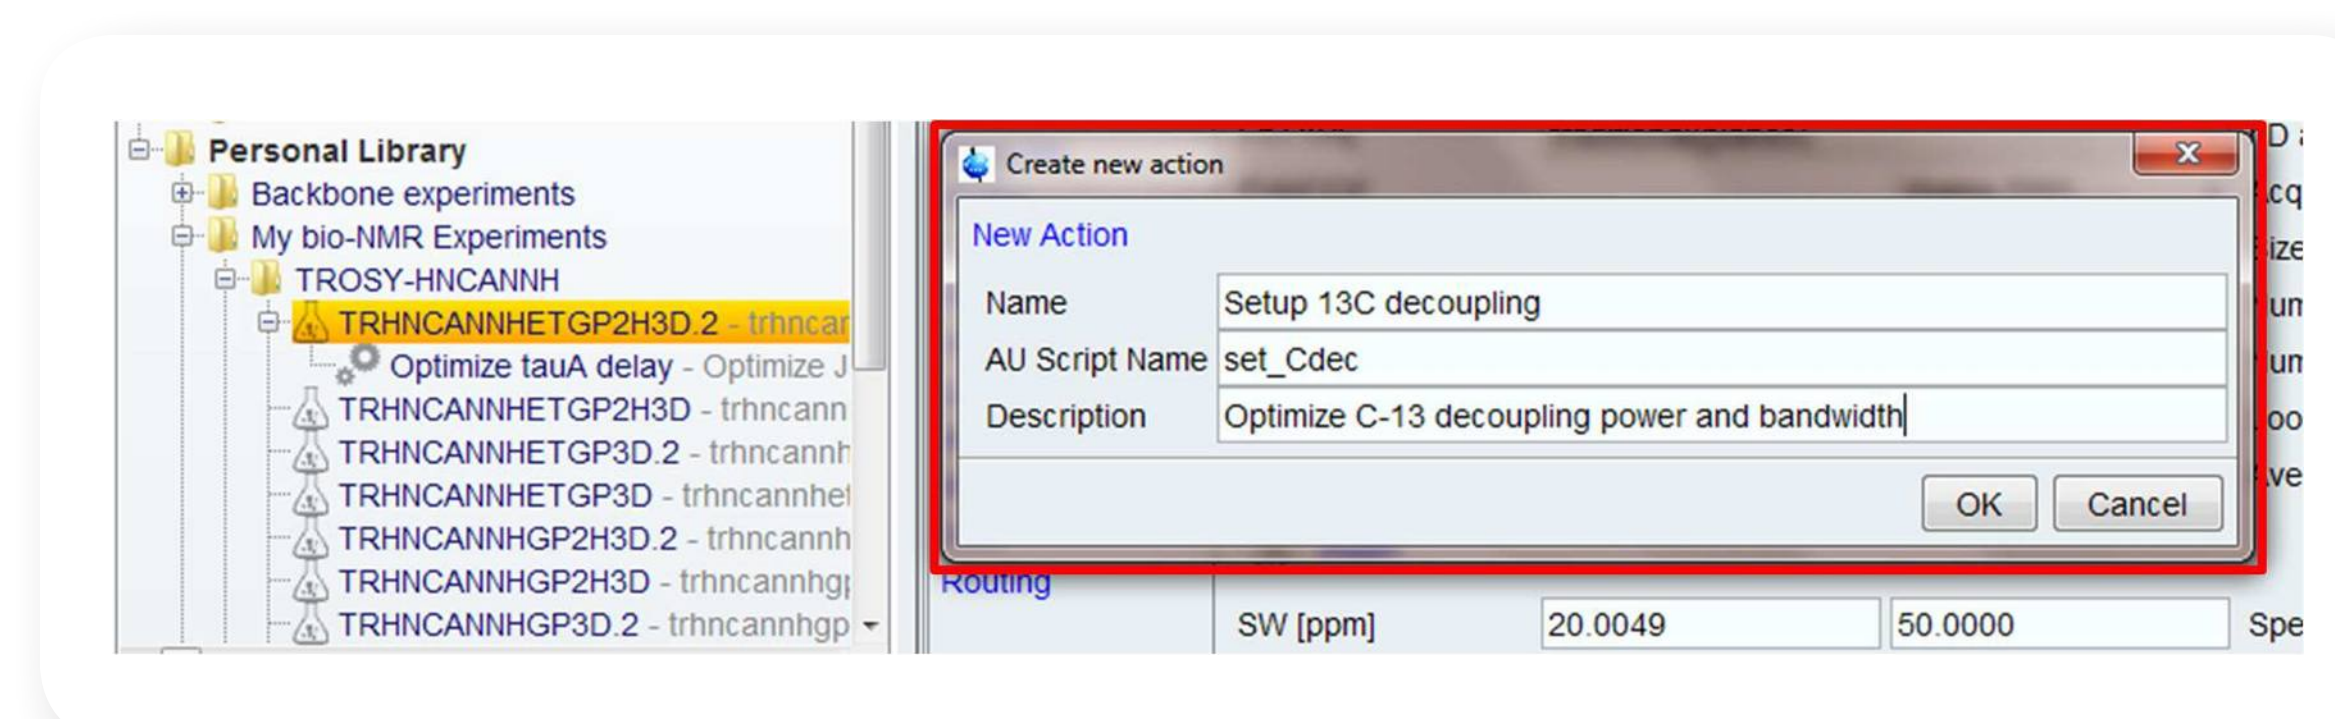 Personal Library
Backbone experiments
My bio-NMR Experiments
TROSY-HNCANNH
TRHNCANNHETGP2H3D.2 - trhncan
Optimize tauA delay - Optimize J
TRHNCANNHETGP2H3D - trhncann
TRHNCANNHETGP3D.2 - trhncannh
TRHNCANNHETGP3D - trhncannhet
TRHNCANNHGP2H3D.2 - trhncannh
TRHNCANNHGP2H3D - trhncannhgp
TRHNCANNHGP3D.2 - trhncannhgp
Create new action
New Action
Name Setup 13C decoupling
AU Script Name set_Cdec
Description Optimize C-13 decoupling power and bandwidth
OK Cancel
Routing
SW [ppm] 20.0049 50.0000 Spe